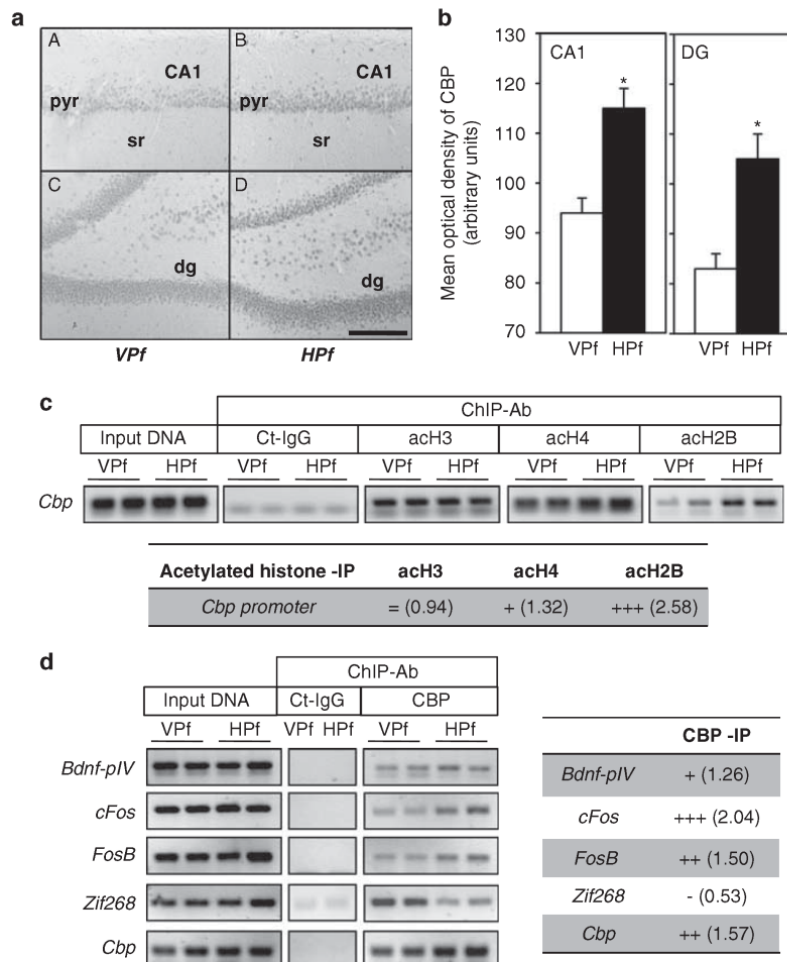 a
A
B
CA1
CA1
pyr
pyr
sr
sr
C
D
dg
dg
VPf
HPf
b
130
120
110
100
90
80
70
Mean optical density of CBP
(arbitrary units)
CA1
DG
*
*
VPf HPf
VPf HPf
c
ChIP-Ab
Input DNA Ct-IgG acH3 acH4 acH2B
VPf HPf VPf HPf VPf HPf VPf HPf VPf HPf
Cbp
Acetylated histone -IP acH3 acH4 acH2B
Cbp promoter = (0.94) + (1.32) +++ (2.58)
d
ChIP-Ab
Input DNA Ct-IgG CBP
VPf HPf VPf HPf VPf HPf
Bdnf-pIV
cFos
FosB
Zif268
Cbp
CBP -IP
Bdnf-pIV + (1.26)
cFos +++ (2.04)
FosB ++ (1.50)
Zif268 - (0.53)
Cbp ++ (1.57)